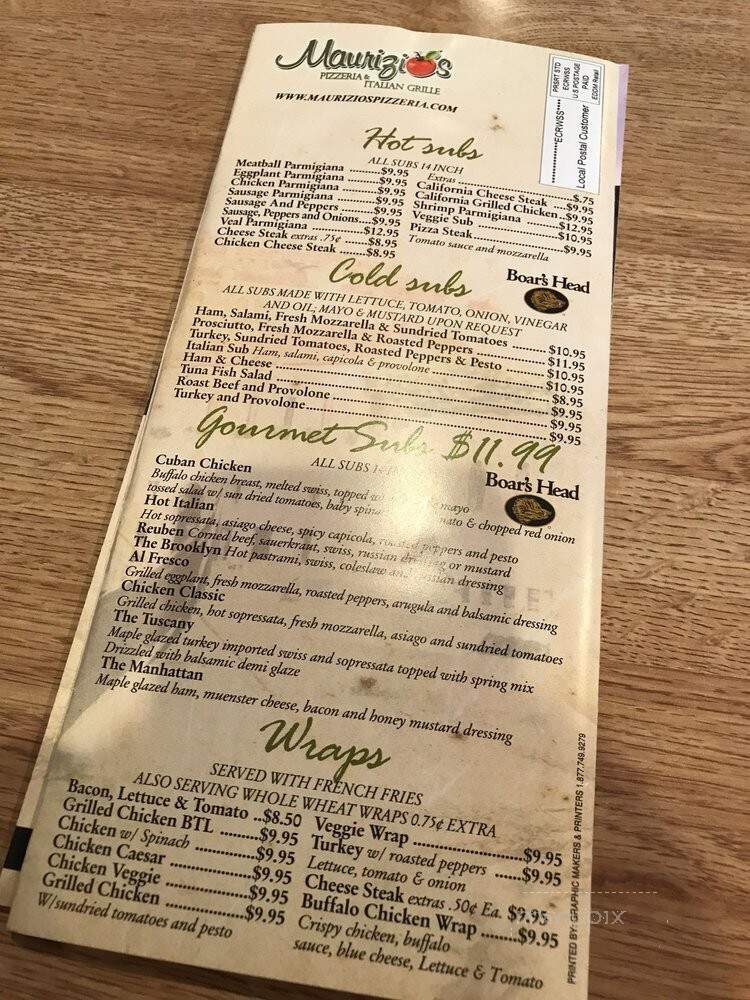 Maurizio's
PIZZERIA &
ITALIAN GRILLE
WWW.MAURIZIOSPIZZERIA.COM
PRSRT STD
ECRWSS
U.S POSTAGE
PAID
EDDM Retail
*****************ECRWSS****
Local Postal Customer
Hot subs
ALL SUBS 14 INCH
Meatball Parmigiana ..........$9.95
Eggplant Parmigiana ..........$9.95
Chicken Parmigiana ..........$9.95
Sausage Parmigiana ..........$9.95
Sausage And Peppers ........$9.95
Sausage, Peppers and Onions....$9.95
Veal Parmigiana ..............$12.95
Cheese Steak extras .75¢ ......$8.95
Chicken Cheese Steak .......$8.95
Extras ..............................$.75
California Cheese Steak ....$9.95
California Grilled Chicken..$9.95
Shrimp Parmigiana ..........$12.95
Veggie Sub ......................$10.95
Pizza Steak........................$9.95
Tomato sauce and mozzarella
Cold subs
Boar's Head
ALL SUBS MADE WITH LETTUCE, TOMATO, ONION, VINEGAR
AND OIL; MAYO & MUSTARD UPON REQUEST
Ham, Salami, Fresh Mozzarella & Sundried Tomatoes ......... $10.95
Prosciutto, Fresh Mozzarella & Roasted Peppers .................. $11.95
Turkey, Sundried Tomatoes, Roasted Peppers & Pesto ............ $10.95
Italian Sub Ham, salami, capicola & provolone ........................ $10.95
Ham & Cheese ........................................................ $8.95
Tuna Fish Salad ........................................................ $9.95
Roast Beef and Provolone ............................................ $9.95
Turkey and Provolone.................................................. $9.95
Gourmet Subs $11.99
ALL SUBS 14 IN
Boar's Head
Cuban Chicken
Buffalo chicken breast, melted swiss, topped mayo
tossed salad w/ sun dried tomatoes, baby & chopped red onion
Hot Italian
Hot sopressata, asiago cheese, spicy capicola, roasted peppers and pesto
Reuben Corned beef, sauerkraut, swiss, russian dressing or mustard
The Brooklyn Hot pastrami, swiss, coleslaw and russian dressing
Al Fresco
Grilled eggplant, fresh mozzarella, roasted peppers, arugula and balsamic dressing
Chicken Classic
Grilled chicken, hot sopressata, fresh mozzarella, asiago and sundried tomatoes
The Tuscany
Maple glazed turkey imported swiss and sopressata topped with spring mix
Drizzled with balsamic demi glaze
The Manhattan
Maple glazed ham, muenster cheese, bacon and honey mustard dressing
Wraps
SERVED WITH FRENCH FRIES
ALSO SERVING WHOLE WHEAT WRAPS 0.75¢ EXTRA
Bacon, Lettuce & Tomato ..$8.50
Grilled Chicken BTL ..........$9.95
Chicken w/ Spinach ................$9.95
Chicken Caesar ..................$9.95
Chicken Veggie ..................$9.95
Grilled Chicken ..................$9.95
W/sundried tomatoes and pesto
Veggie Wrap ......................$9.95
Turkey w/ roasted peppers ......$9.95
Lettuce, tomato & onion
Cheese Steak extras .50¢ Ea. $9.95
Buffalo Chicken Wrap ........$9.95
Crispy chicken, buffalo
sauce, blue cheese, Lettuce & Tomato
PRINTED BY: GRAPHIC MAKERS & PRINTERS 1.877.749.9279